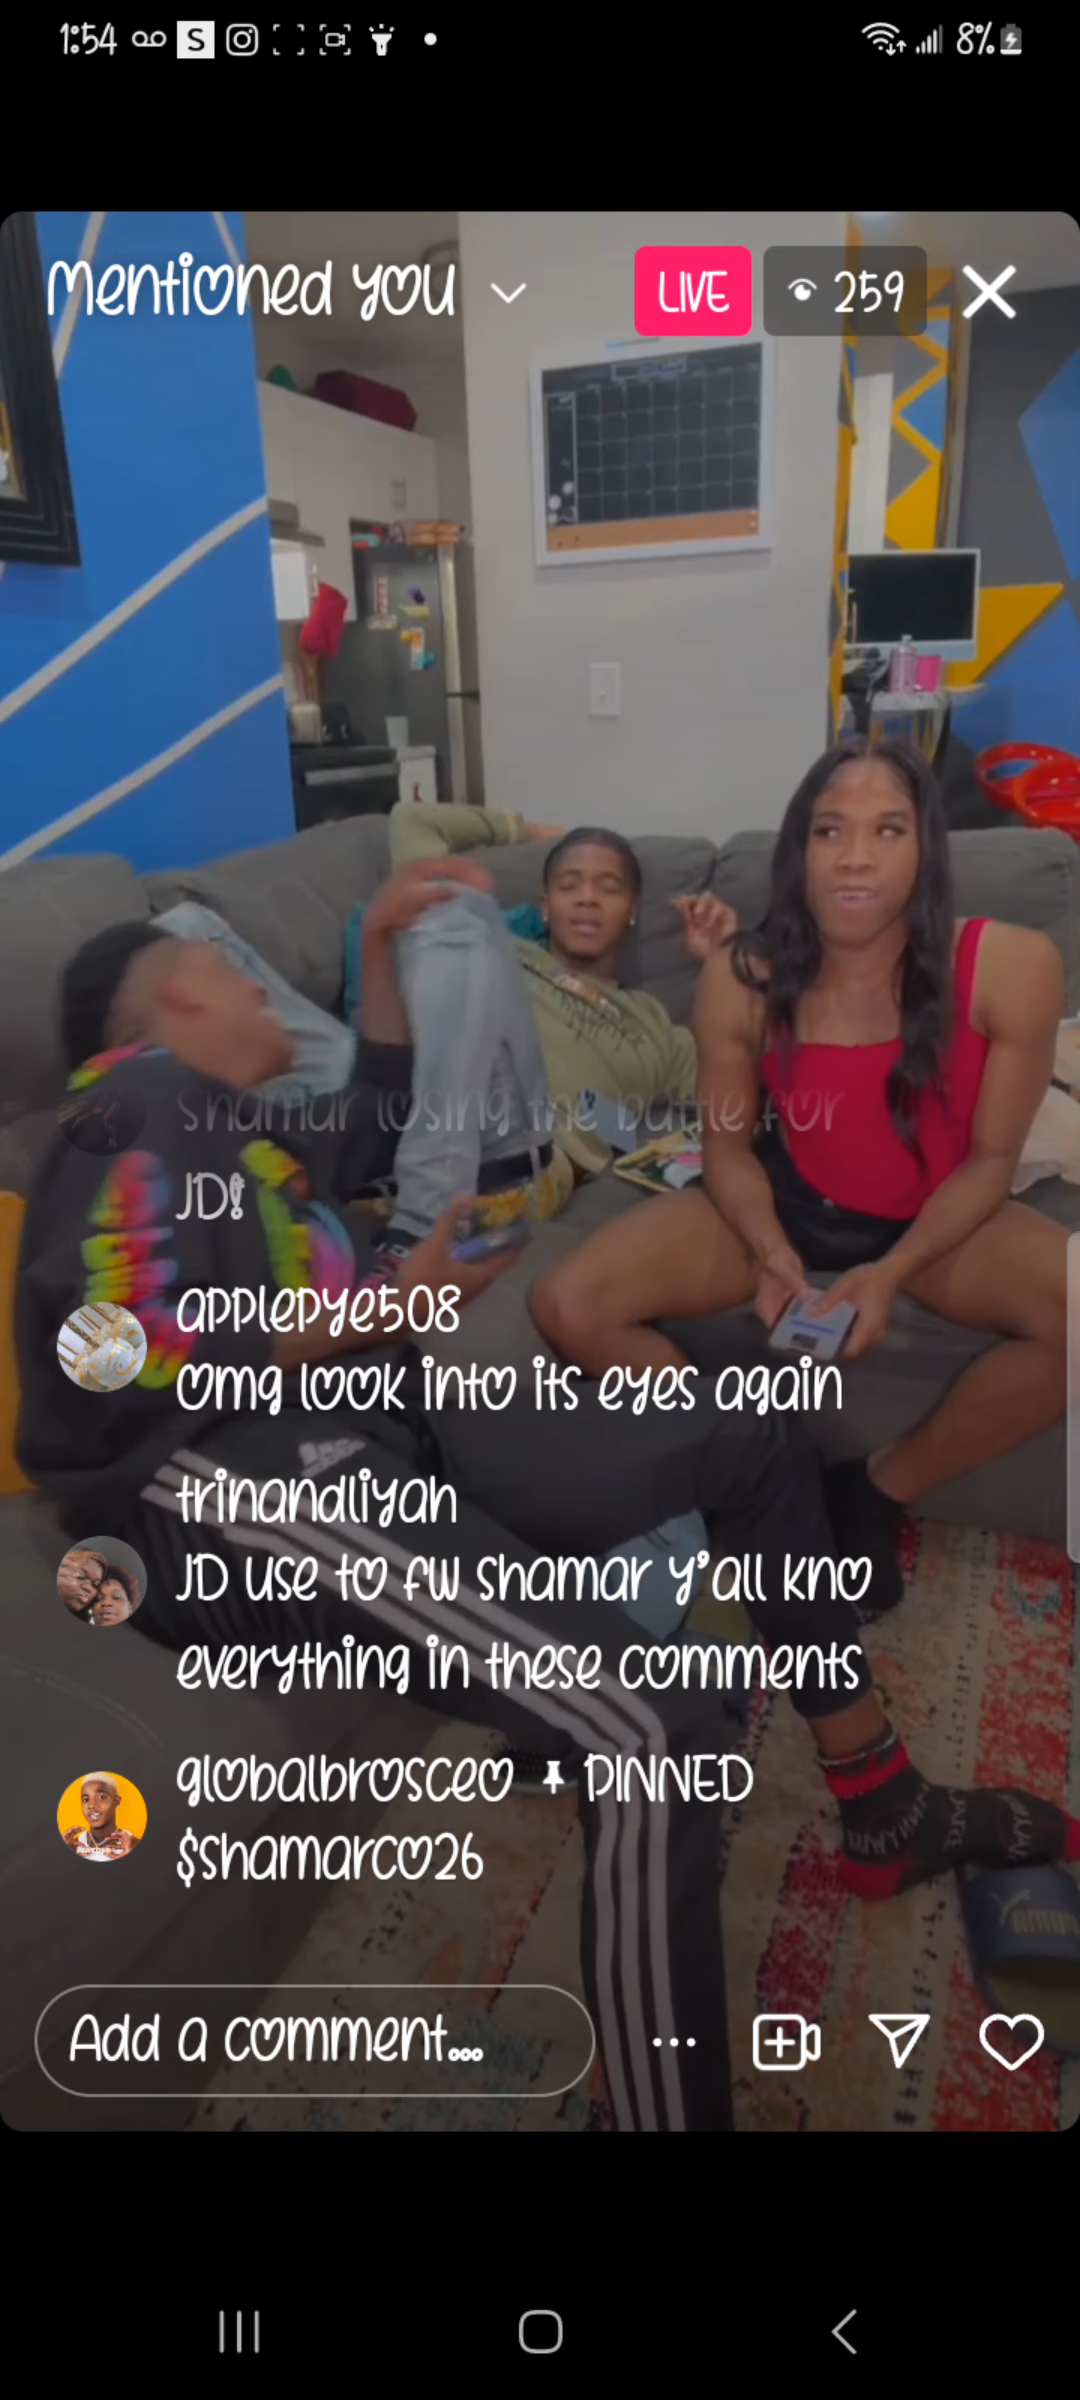 1:54
S
8%
Mentioned you
LIVE
259
shamar losing the battle for
JD!
applepye508
omg look into its eyes again
trinandliyah
JD use to fw shamar y'all kno
everything in these comments
globalbrosceo PINNED
$shamarco26
Add a comment...